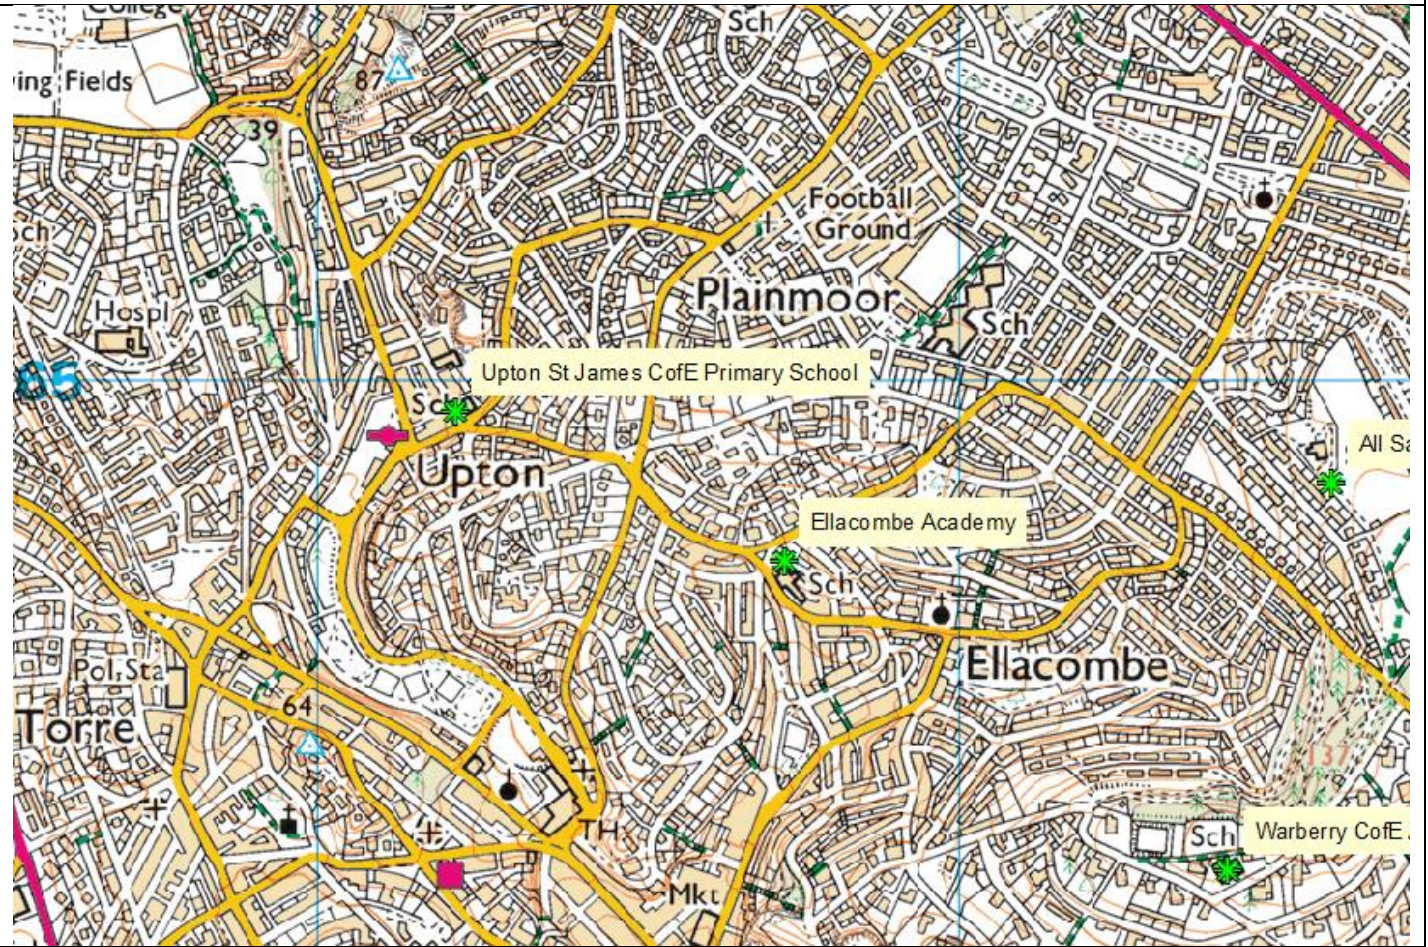 College
Sch
ing Fields
87
39
Football
Ground
Sch
Plainmoor
Hospl
Sch
Upton St James CofE Primary School
85
Sch
All Sa
Upton
Ellacombe Academy
Sch
Ellacombe
Pol Sta
64
Torre
137
TH
Sch
Warberry CofE
Mkt